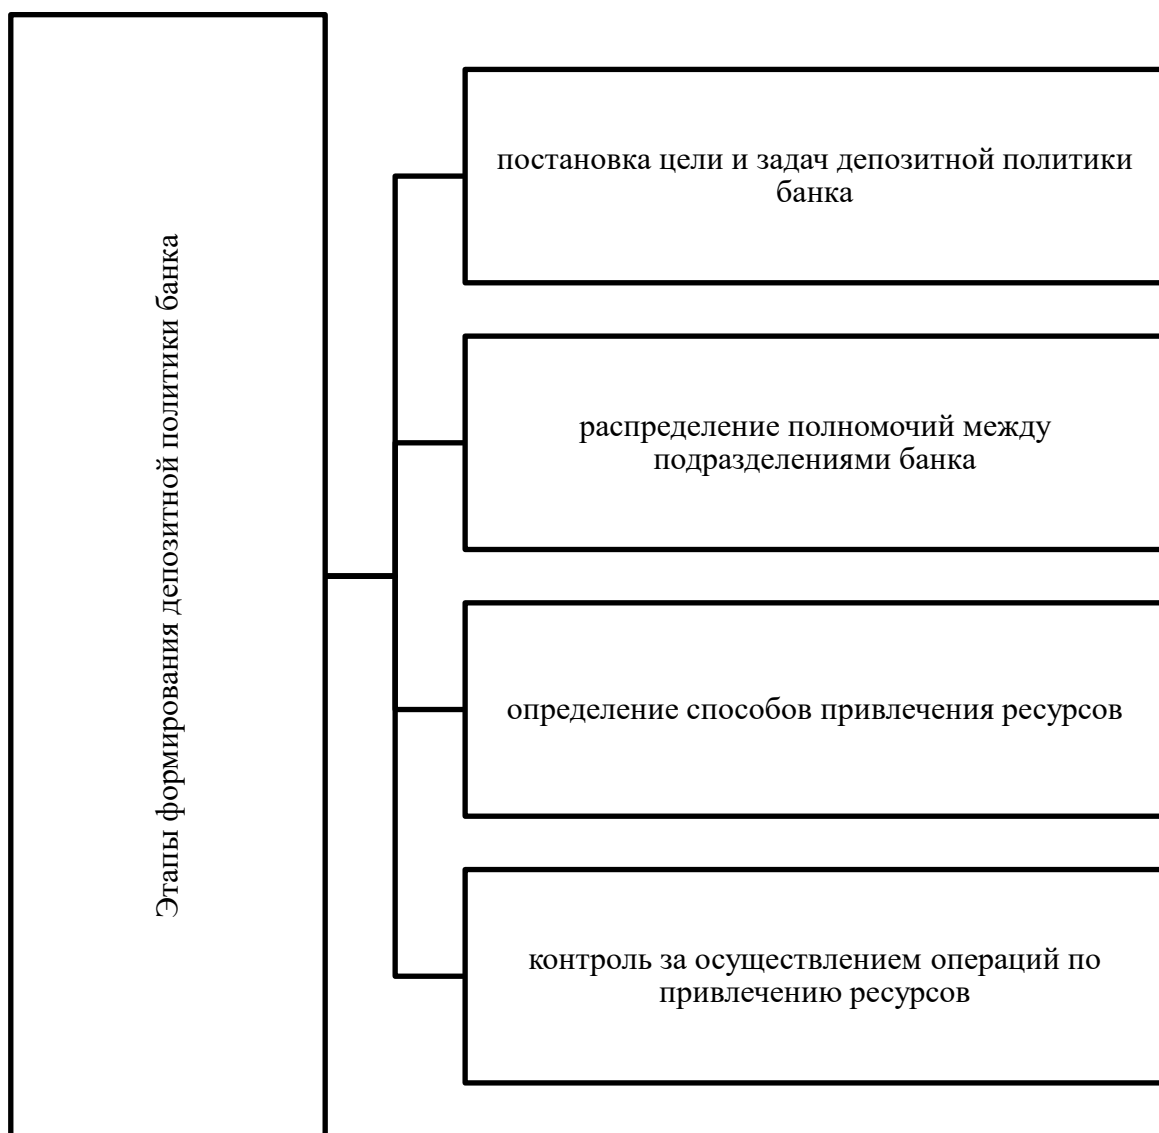 Этапы формирования депозитной политики банка
постановка цели и задач депозитной политики
банка
распределение полномочий между
подразделениями банка
определение способов привлечения ресурсов
контроль за осуществлением операций по
привлечению ресурсов